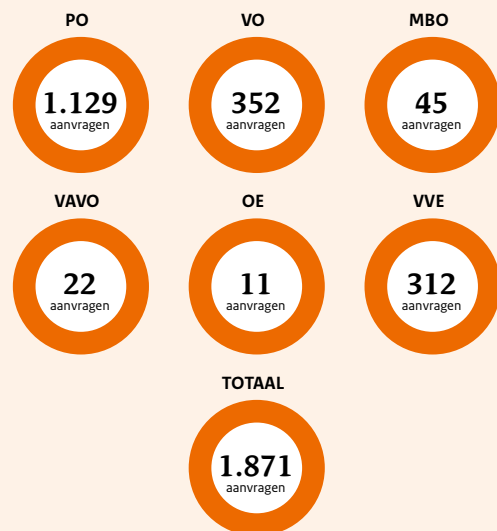 PO
VO
MBO
1.129
aanvragen
352
aanvragen
45
aanvragen
VAVO
OE
VVE
22
aanvragen
11
aanvragen
312
aanvragen
TOTAAL
1.871
aanvragen